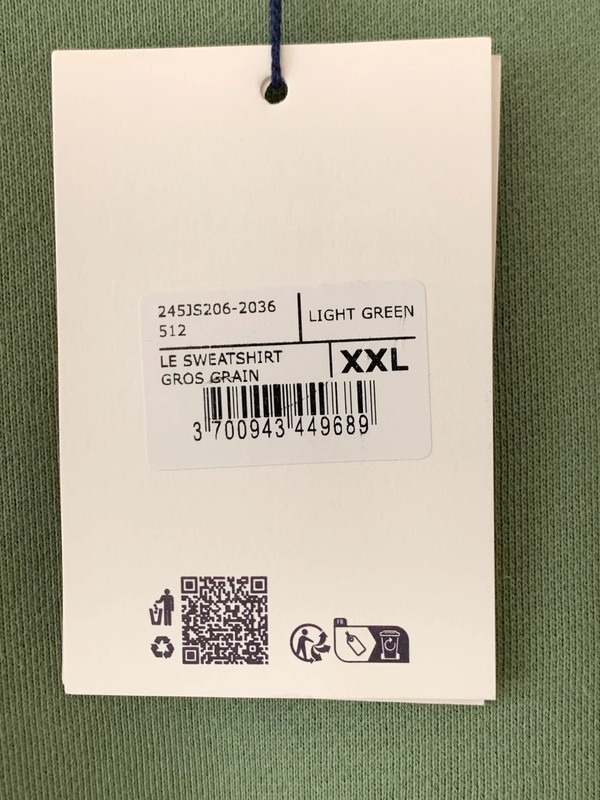 245JS206-2036
512
LIGHT GREEN
LE SWEATSHIRT
GROS GRAIN
XXL
3 700943 449689
FR